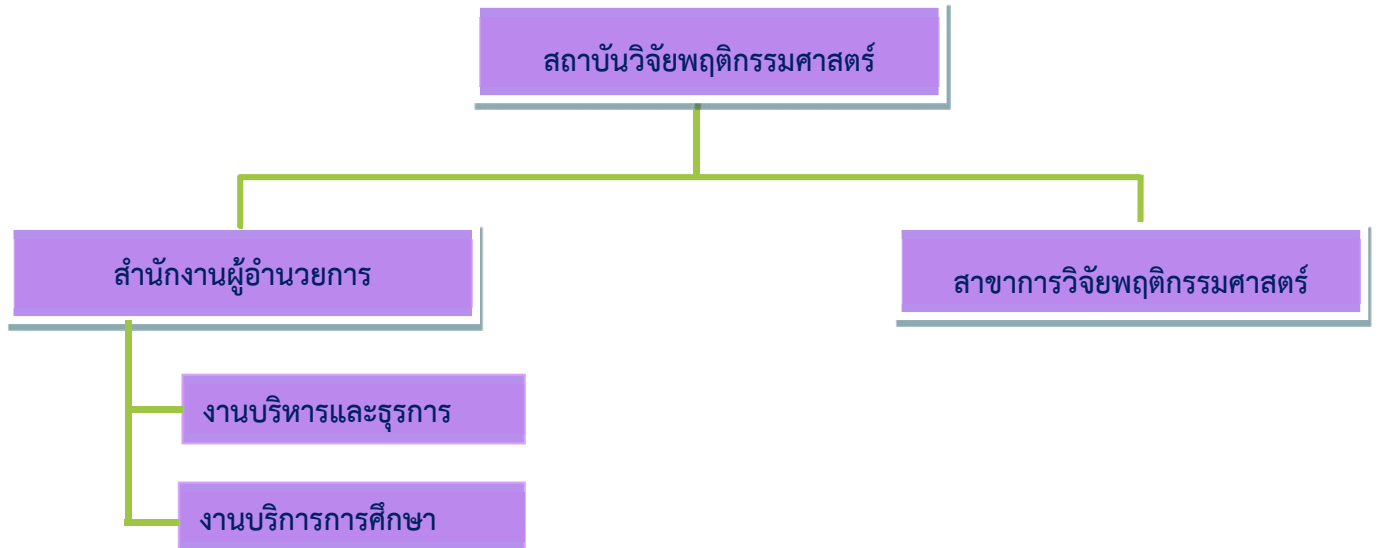 สถาบันวิจัยพฤติกรรมศาสตร์
สำนักงานผู้อำนวยการ
สาขาการวิจัยพฤติกรรมศาสตร์
งานบริหารและธุรการ
งานบริการการศึกษา